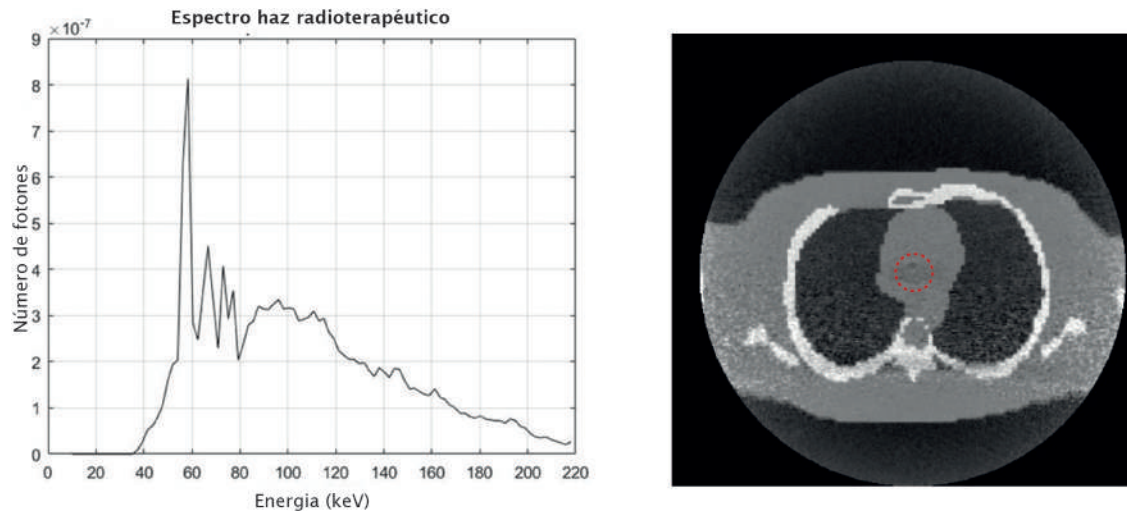 Espectro haz radioterapéutico
×10⁻⁷
9
8
7
6
5
4
3
2
1
0
0 20 40 60 80 100 120 140 160 180 200 220
Número de fotones
Energia (keV)